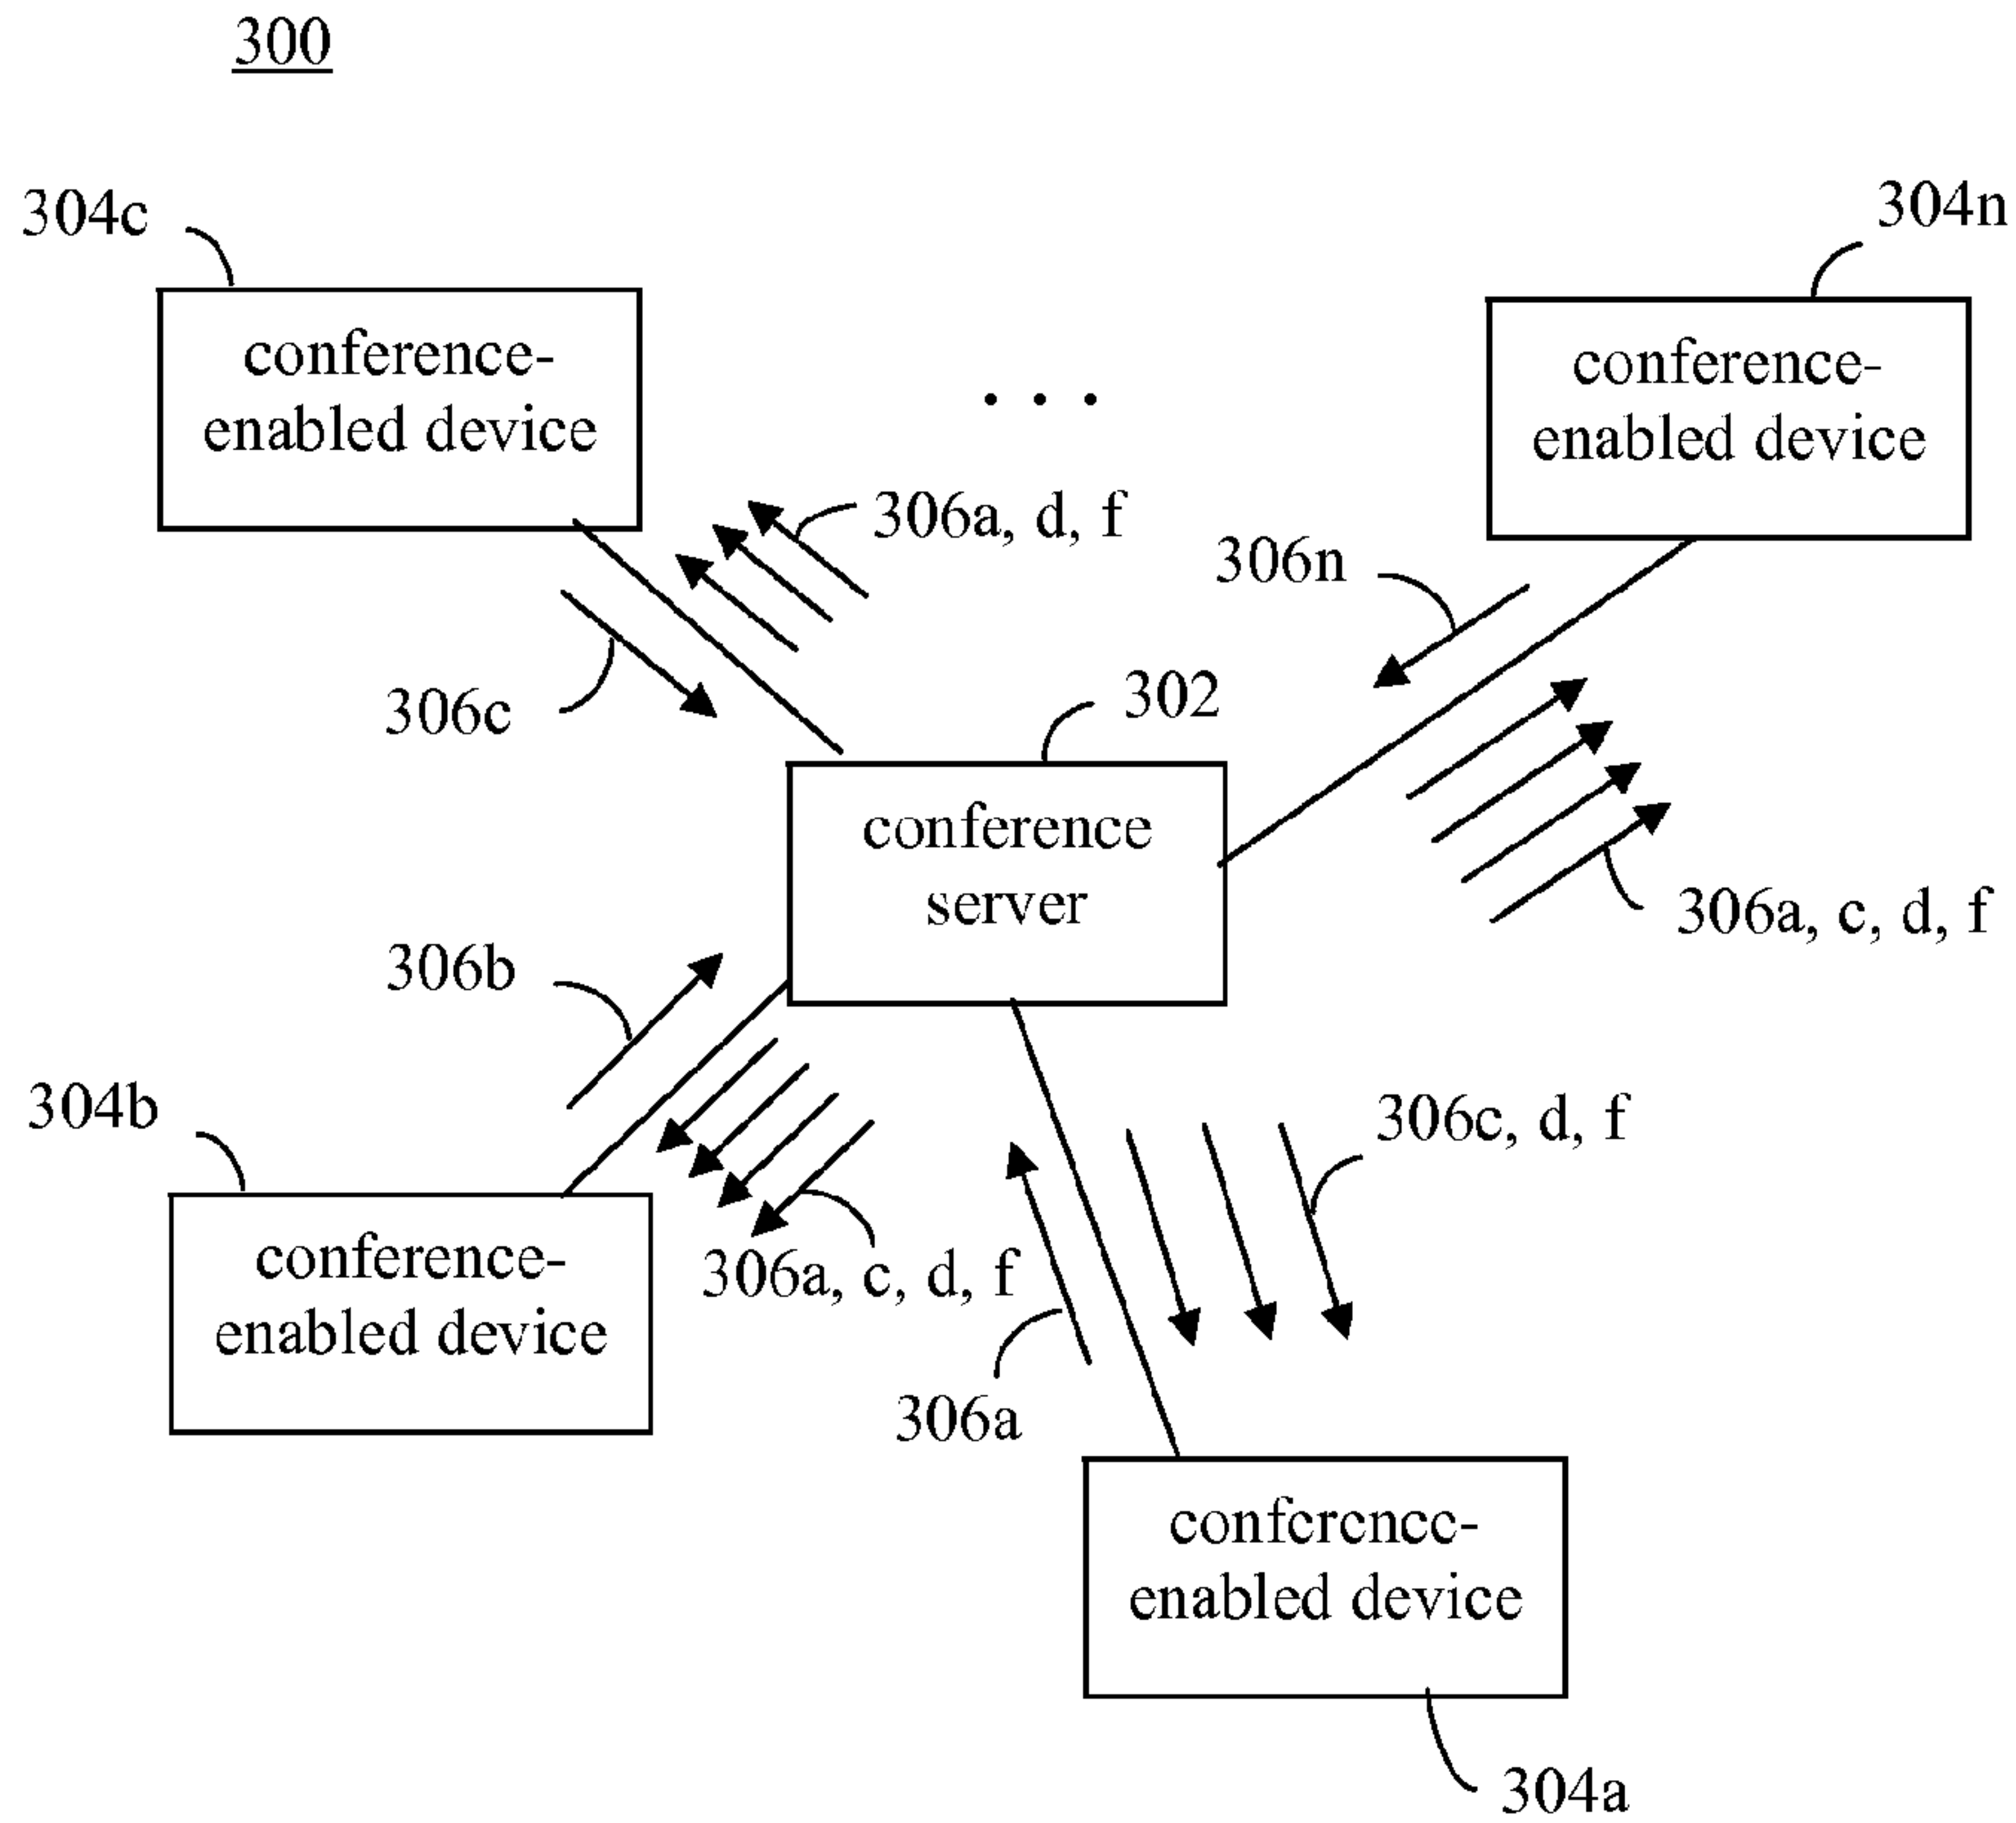 300
304c
304n
conference-
enabled device
conference-
enabled device
. . .
306a, d, f
306n
306c
302
conference
server
306a, c, d, f
306b
304b
306c, d, f
conference-
enabled device
306a, c, d, f
306a
conference-
enabled device
304a